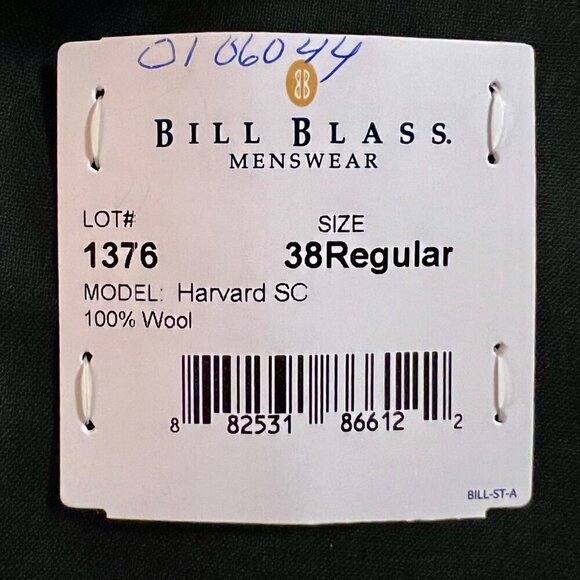 0106044
BB
BILL BLASS.
MENSWEAR
LOT# SIZE
1376 38Regular
MODEL: Harvard SC
100% Wool
8 82531 86612 2
BILL-ST-A